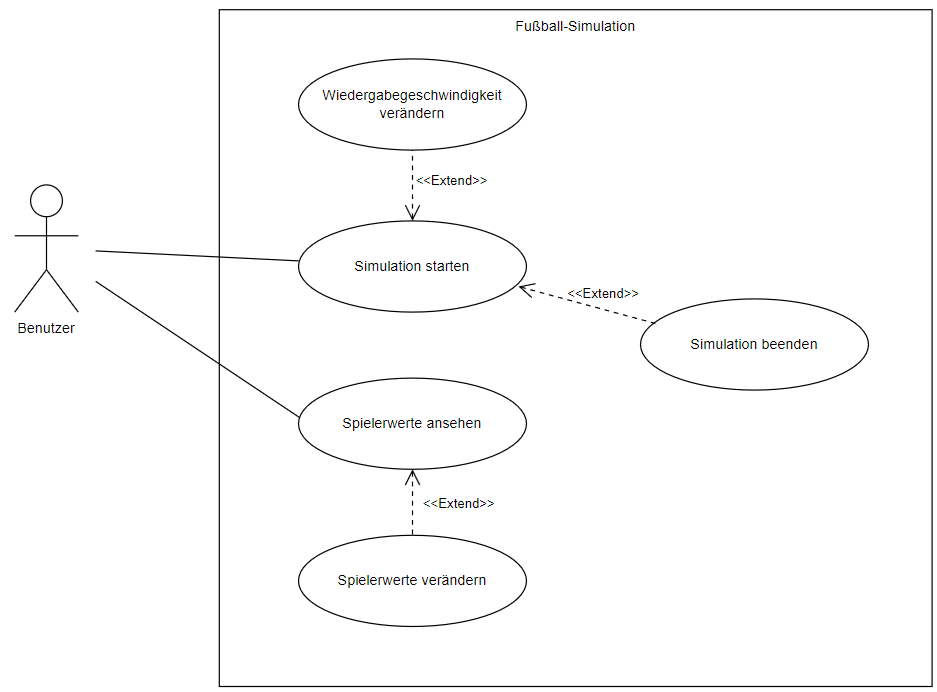 Fußball-Simulation
Wiedergabegeschwindigkeit
verändern
<<Extend>>
Simulation starten
<<Extend>>
Benutzer
Simulation beenden
Spielerwerte ansehen
<<Extend>>
Spielerwerte verändern